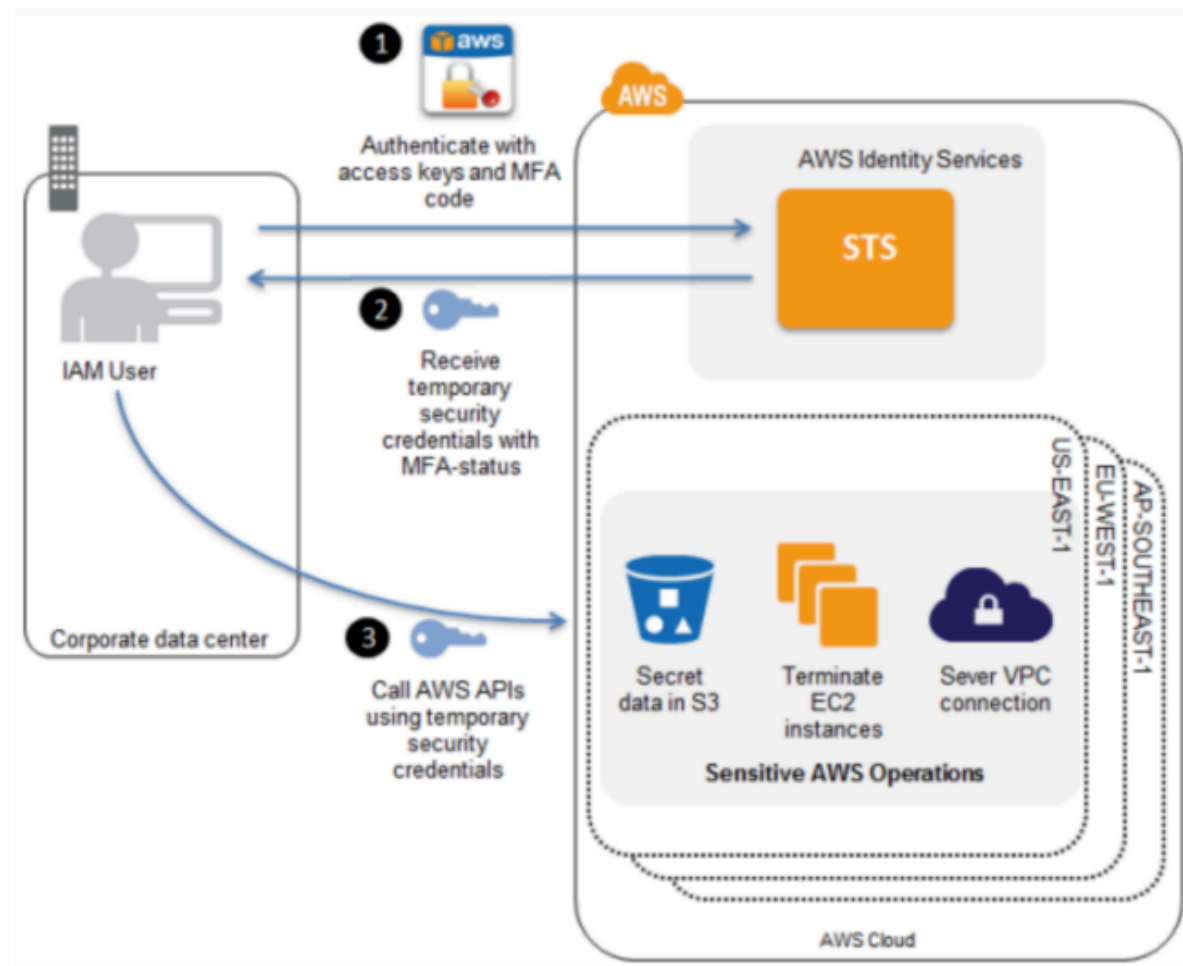 1
aws
Authenticate with
access keys and MFA
code
AWS
AWS Identity Services
STS
IAM User
2
Receive
temporary
security
credentials with
MFA-status
Corporate data center
3
Call AWS APIs
using temporary
security
credentials
US-EAST-1
EU-WEST-1
AP-SOUTHEAST-1
Secret
data in S3
Terminate
EC2
instances
Sever VPC
connection
Sensitive AWS Operations
AWS Cloud